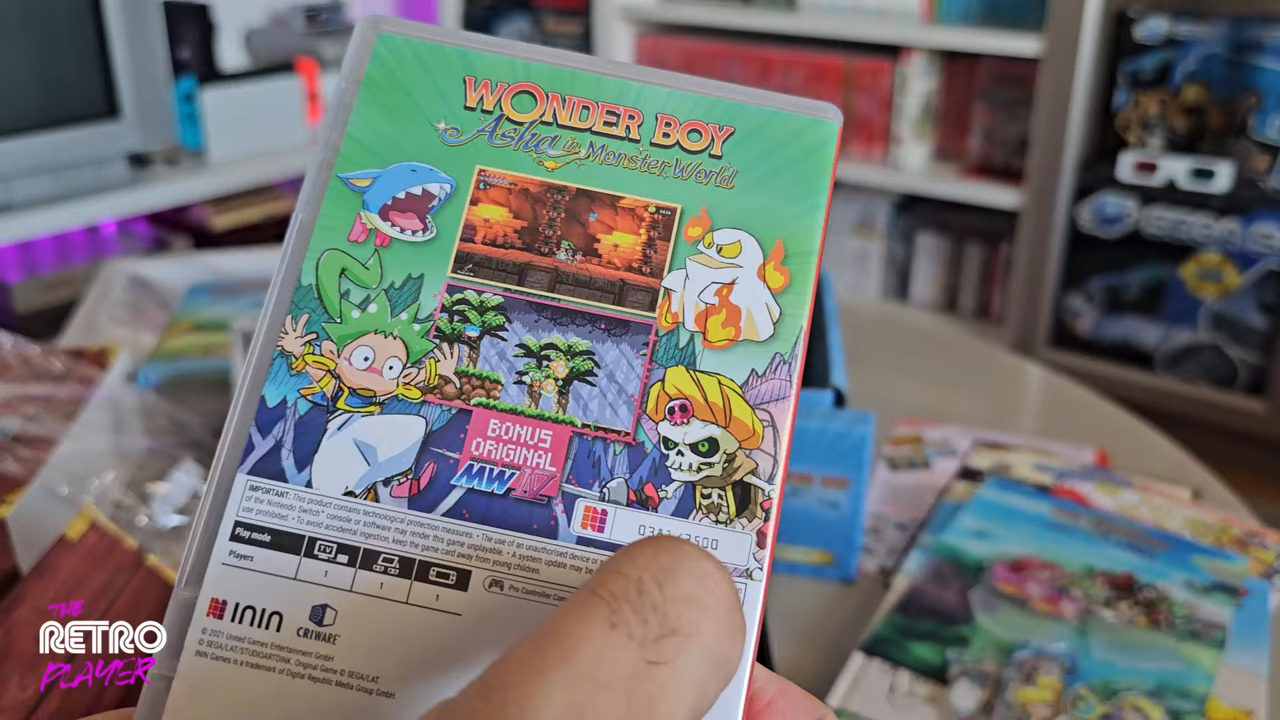 WONDER BOY
Asha in Monster World
BONUS
ORIGINAL
MW IV
IMPORTANT: This product contains technological protection measures. • The use of an unauthorised device or
of the Nintendo Switch™ console or software may render this game unplayable. • A system update may be
use prohibited. • To avoid accidental ingestion, keep the game card away from young children.
Play mode
TV
Players 1 1 1
Pro Controller
/2500
ININ
CRIWARE™
© 2021 United Games Entertainment GmbH
© SEGA/LAT/STUDIOARTDINK. Original Game © SEGA/LAT.
ININ Games is a trademark of Digital Republic Media Group GmbH.
THE
RETRO
PLAYER